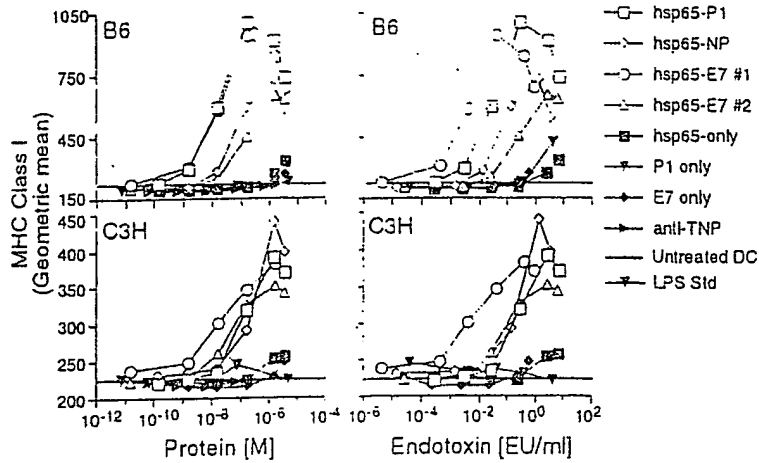 B6
B6
1050
750
450
150
MHC Class I
(Geometric mean)
C3H
C3H
400
350
300
250
200
10-12
10-10
10-8
10-6
10-4
10-6
10-4
10-2
100
102
Protein [M]
Endotoxin [EU/ml]
hsp65-P1
hsp65-NP
hsp65-E7 #1
hsp65-E7 #2
hsp65-only
P1 only
E7 only
anti-TNP
Untreated DC
LPS Std